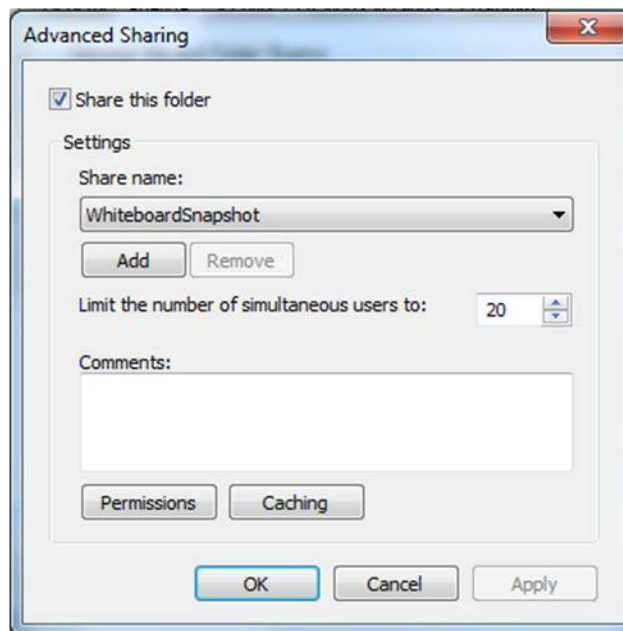 Advanced Sharing
Share this folder
Settings
Share name:
WhiteboardSnapshot
Add Remove
Limit the number of simultaneous users to: 20
Comments:
Permissions Caching
OK Cancel Apply